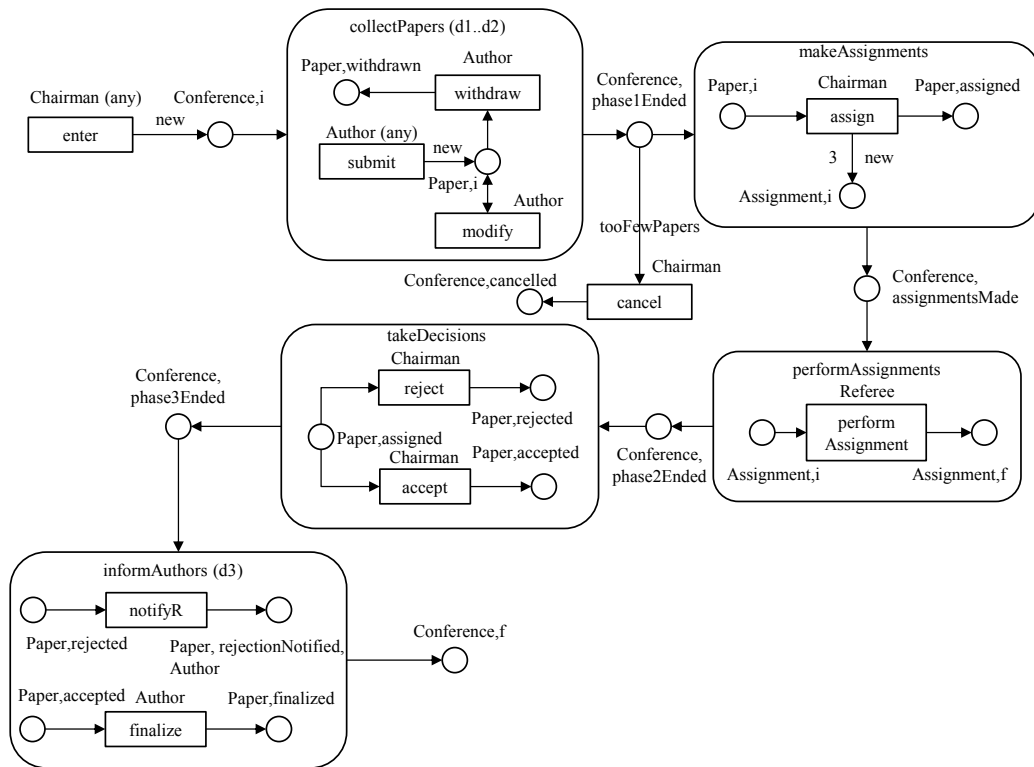 collectPapers (d1..d2)
Author
Paper,withdrawn
withdraw
Chairman (any)
enter
new
Conference,i
Author (any)
submit
new
Paper,i
Author
modify
Conference,
phase1Ended
tooFewPapers
Chairman
cancel
Conference,cancelled
makeAssignments
Paper,i
Chairman
assign
Paper,assigned
3
new
Assignment,i
Conference,
assignmentsMade
performAssignments
Referee
perform
Assignment
Assignment,i
Assignment,f
Conference,
phase2Ended
takeDecisions
Chairman
reject
Paper,rejected
Paper,assigned
Chairman
accept
Paper,accepted
Conference,
phase3Ended
informAuthors (d3)
notifyR
Paper,rejected
Paper, rejectionNotified,
Author
Paper,accepted
Author
finalize
Paper,finalized
Conference,f